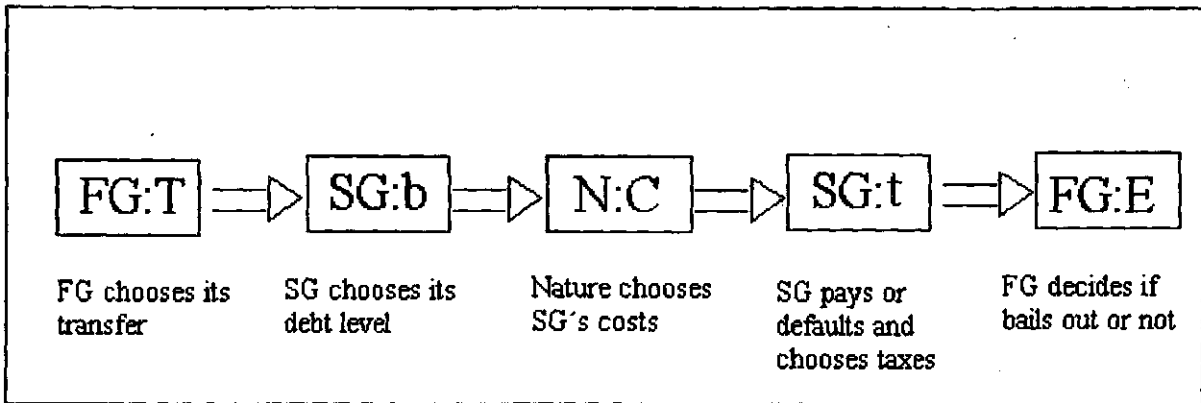 FG:T
SG:b
N:C
SG:t
FG:E
FG chooses its
transfer
SG chooses its
debt level
Nature chooses
SG´s costs
SG pays or
defaults and
chooses taxes
FG decides if
bails out or not